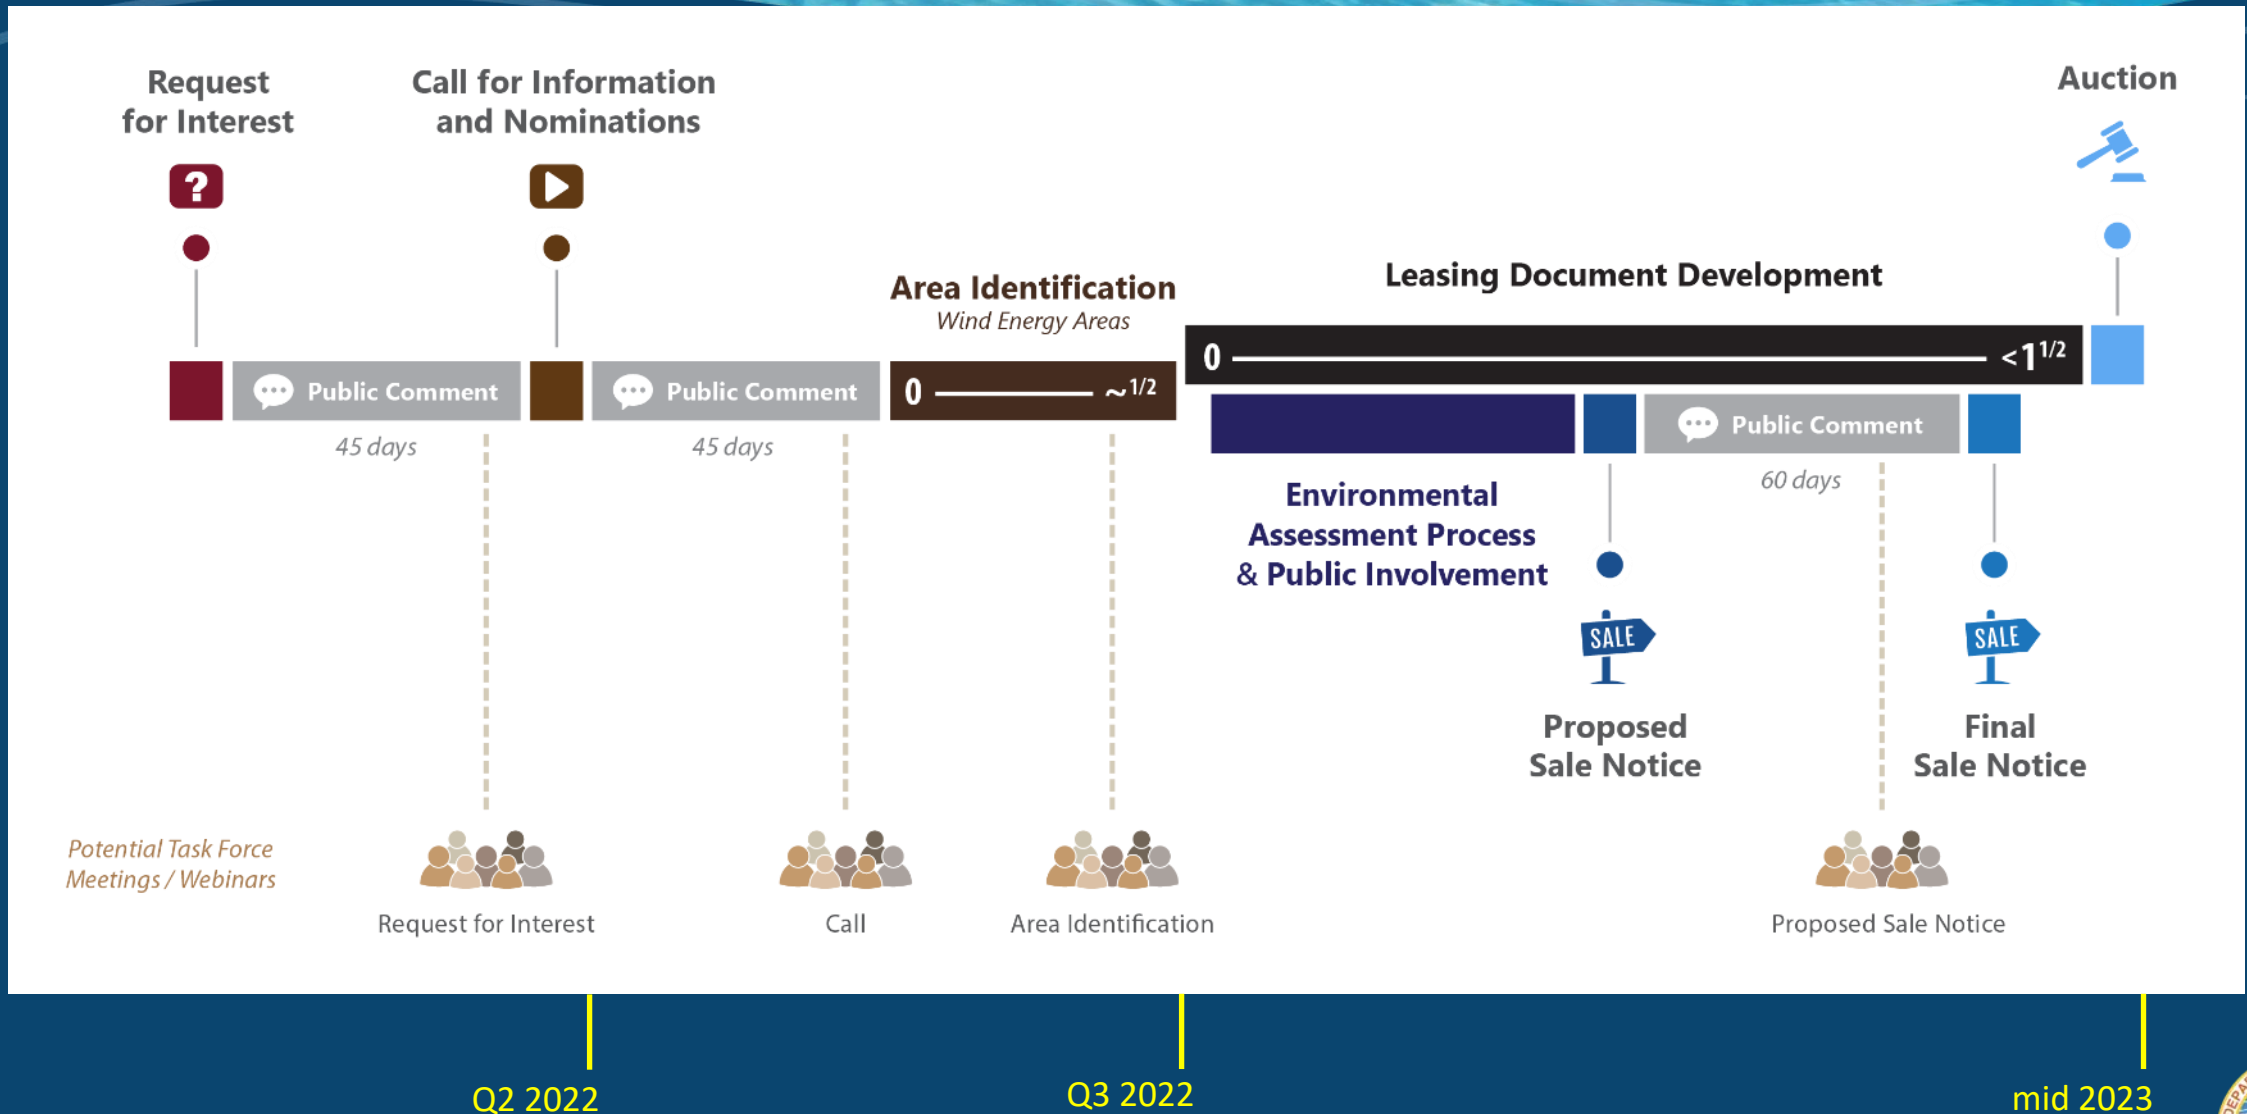 Request
for Interest
?
Call for Information
and Nominations
Auction
Area Identification
Wind Energy Areas
Leasing Document Development
0 <1 1/2
Public Comment
45 days
Public Comment
45 days
0 ~1/2
Public Comment
60 days
Environmental
Assessment Process
& Public Involvement
SALE
Proposed
Sale Notice
SALE
Final
Sale Notice
Potential Task Force
Meetings / Webinars
Request for Interest
Call
Area Identification
Proposed Sale Notice
Q2 2022
Q3 2022
mid 2023